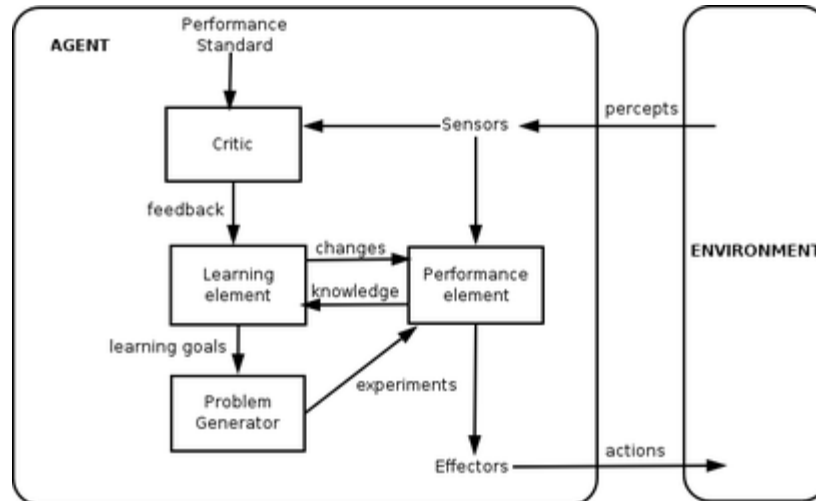 Performance
Standard
AGENT
percepts
Sensors
Critic
feedback
changes
ENVIRONMENT
Learning
element
Performance
element
knowledge
learning goals
experiments
Problem
Generator
actions
Effectors